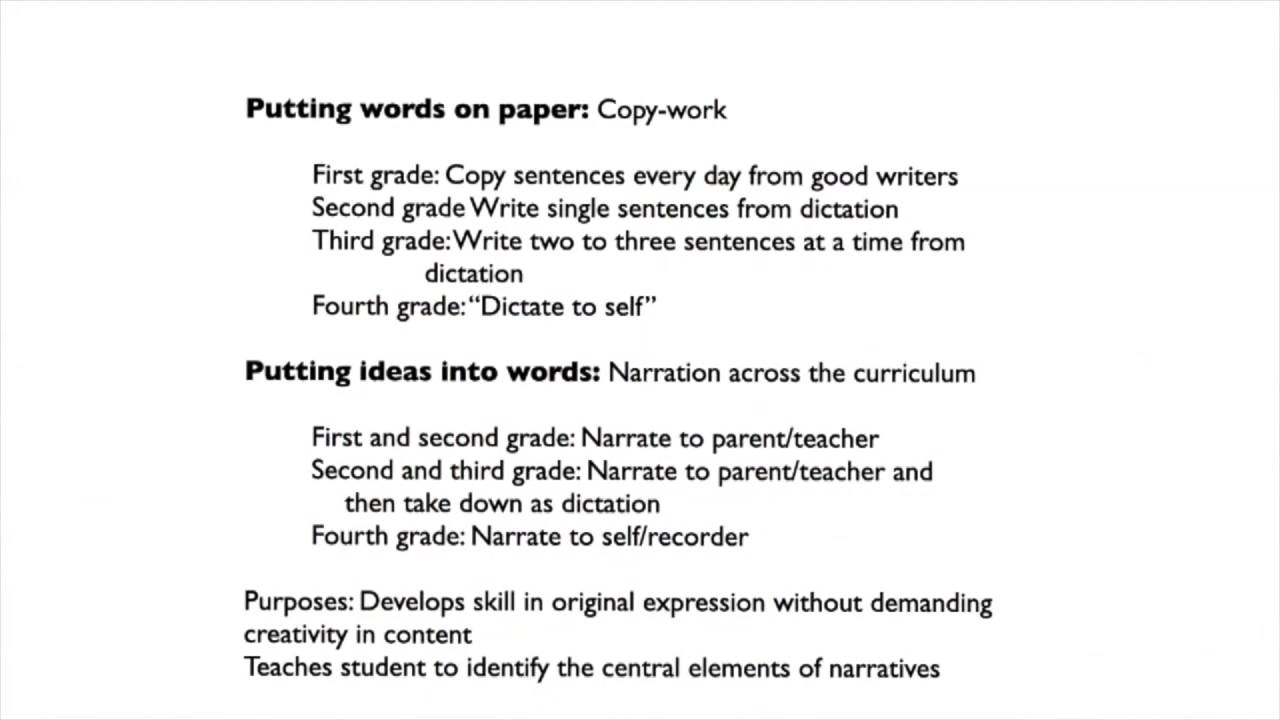 Putting words on paper: Copy-work
First grade: Copy sentences every day from good writers
Second grade Write single sentences from dictation
Third grade: Write two to three sentences at a time from
dictation
Fourth grade: “Dictate to self”
Putting ideas into words: Narration across the curriculum
First and second grade: Narrate to parent/teacher
Second and third grade: Narrate to parent/teacher and
then take down as dictation
Fourth grade: Narrate to self/recorder
Purposes: Develops skill in original expression without demanding
creativity in content
Teaches student to identify the central elements of narratives